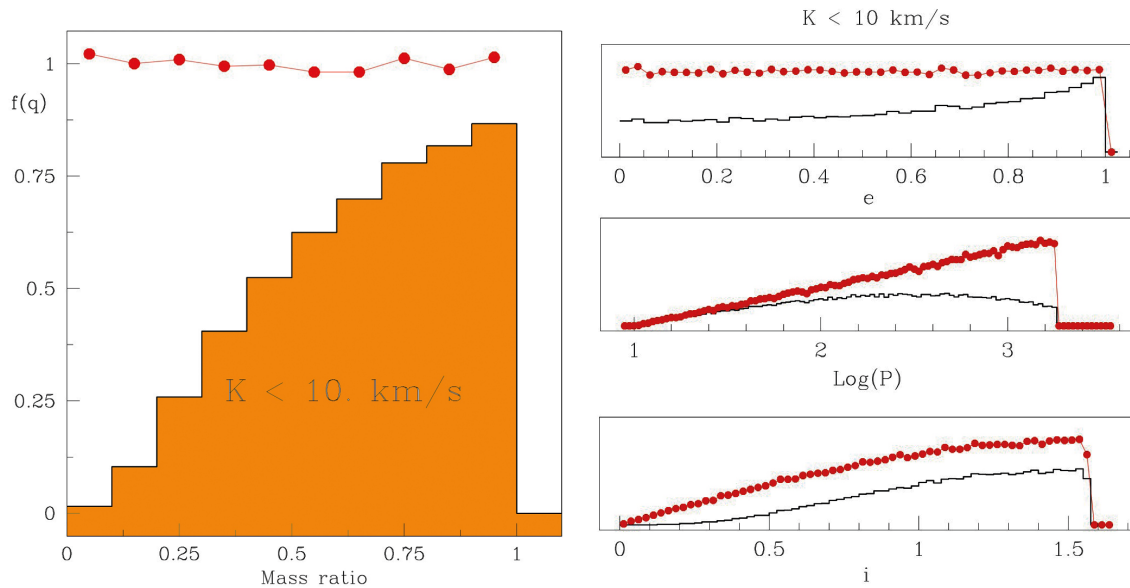 K < 10 km/s
1
f(q)
0.75
0.5
0.25
0
K < 10. km/s
0 0.25 0.5 0.75 1
Mass ratio
0 0.2 0.4 0.6 0.8 1
e
1 2 3
Log(P)
0 0.5 1 1.5
i